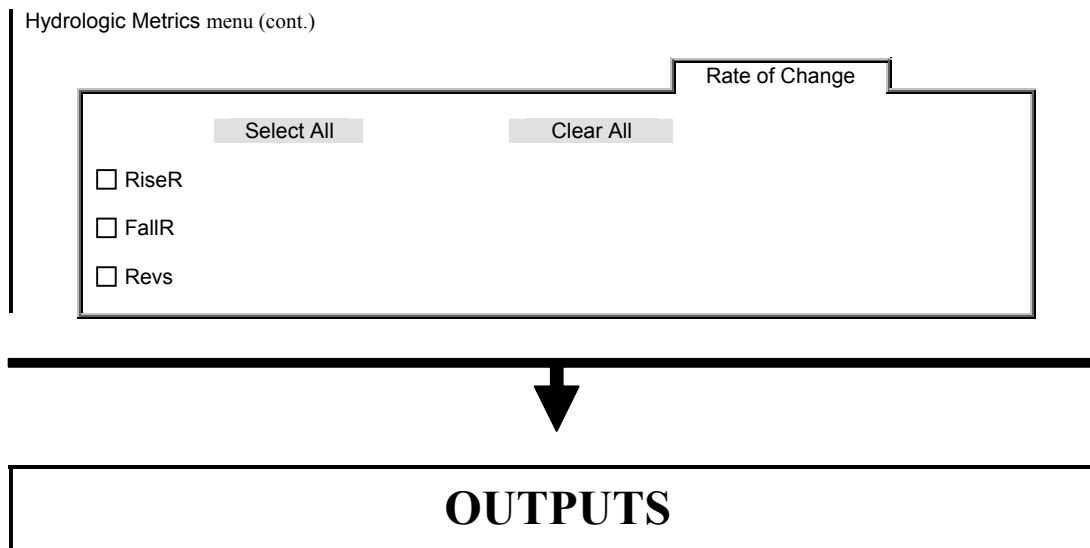 Hydrologic Metrics menu (cont.)
Rate of Change
Select All Clear All
RiseR
FallR
Revs
OUTPUTS